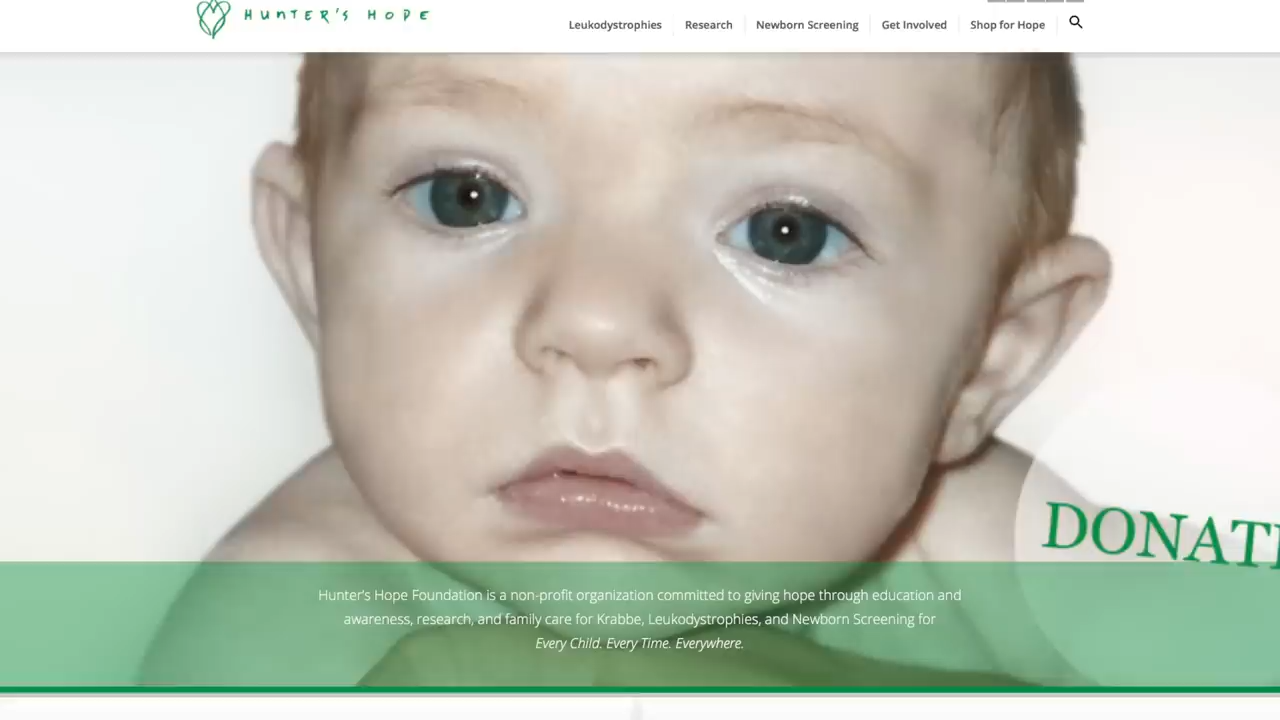 HUNTER'S HOPE
Leukodystrophies
Research
Newborn Screening
Get Involved
Shop for Hope
DONAT
Hunter's Hope Foundation is a non-profit organization committed to giving hope through education and
awareness, research, and family care for Krabbe, Leukodystrophies, and Newborn Screening for
Every Child. Every Time. Everywhere.